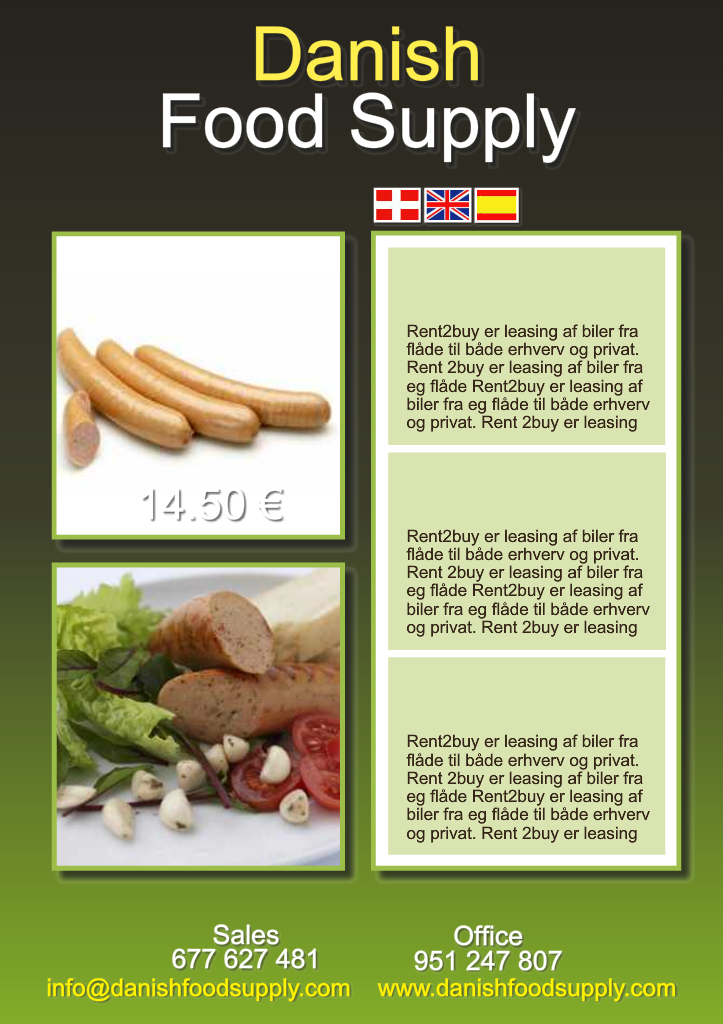 Danish
Food Supply
14.50 €
Rent2buy er leasing af biler fra
flåde til både erhverv og privat.
Rent 2buy er leasing af biler fra
eg flåde Rent2buy er leasing af
biler fra eg flåde til både erhverv
og privat. Rent 2buy er leasing
Rent2buy er leasing af biler fra
flåde til både erhverv og privat.
Rent 2buy er leasing af biler fra
eg flåde Rent2buy er leasing af
biler fra eg flåde til både erhverv
og privat. Rent 2buy er leasing
Rent2buy er leasing af biler fra
flåde til både erhverv og privat.
Rent 2buy er leasing af biler fra
eg flåde Rent2buy er leasing af
biler fra eg flåde til både erhverv
og privat. Rent 2buy er leasing
Sales
677 627 481
info@danishfoodsupply.com
Office
951 247 807
www.danishfoodsupply.com